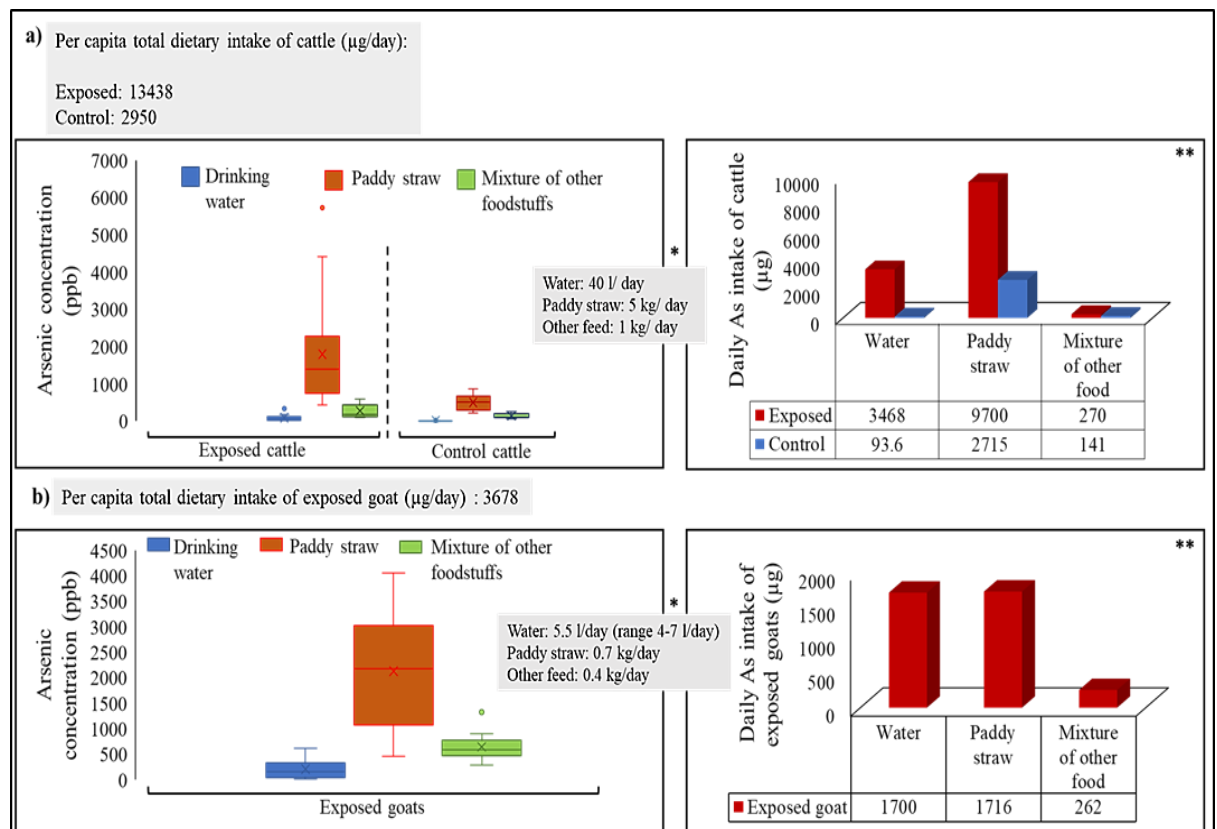 a) Per capita total dietary intake of cattle (µg/day):
Exposed: 13438
Control: 2950
Arsenic concentration
(ppb)
7000
6000
5000
4000
3000
2000
1000
0
Drinking
water
Paddy straw
Mixture of other
foodstuffs
Exposed cattle
Control cattle
*
Water: 40 l/ day
Paddy straw: 5 kg/ day
Other feed: 1 kg/ day
**
Daily As intake of cattle
(µg)
10000
8000
6000
4000
2000
0
Water
Paddy
straw
Mixture
of other
food
Exposed 3468 9700 270
Control 93.6 2715 141
b) Per capita total dietary intake of exposed goat (µg/day) : 3678
Arsenic
concentration (ppb)
4500
4000
3500
3000
2500
2000
1500
1000
500
0
Drinking
water
Paddy straw
Mixture of other
foodstuffs
Exposed goats
*
Water: 5.5 l/day (range 4-7 l/day)
Paddy straw: 0.7 kg/day
Other feed: 0.4 kg/day
**
Daily As intake of
exposed goats (µg)
2000
1500
1000
500
0
Water
Paddy
straw
Mixture
of other
food
Exposed goat 1700 1716 262